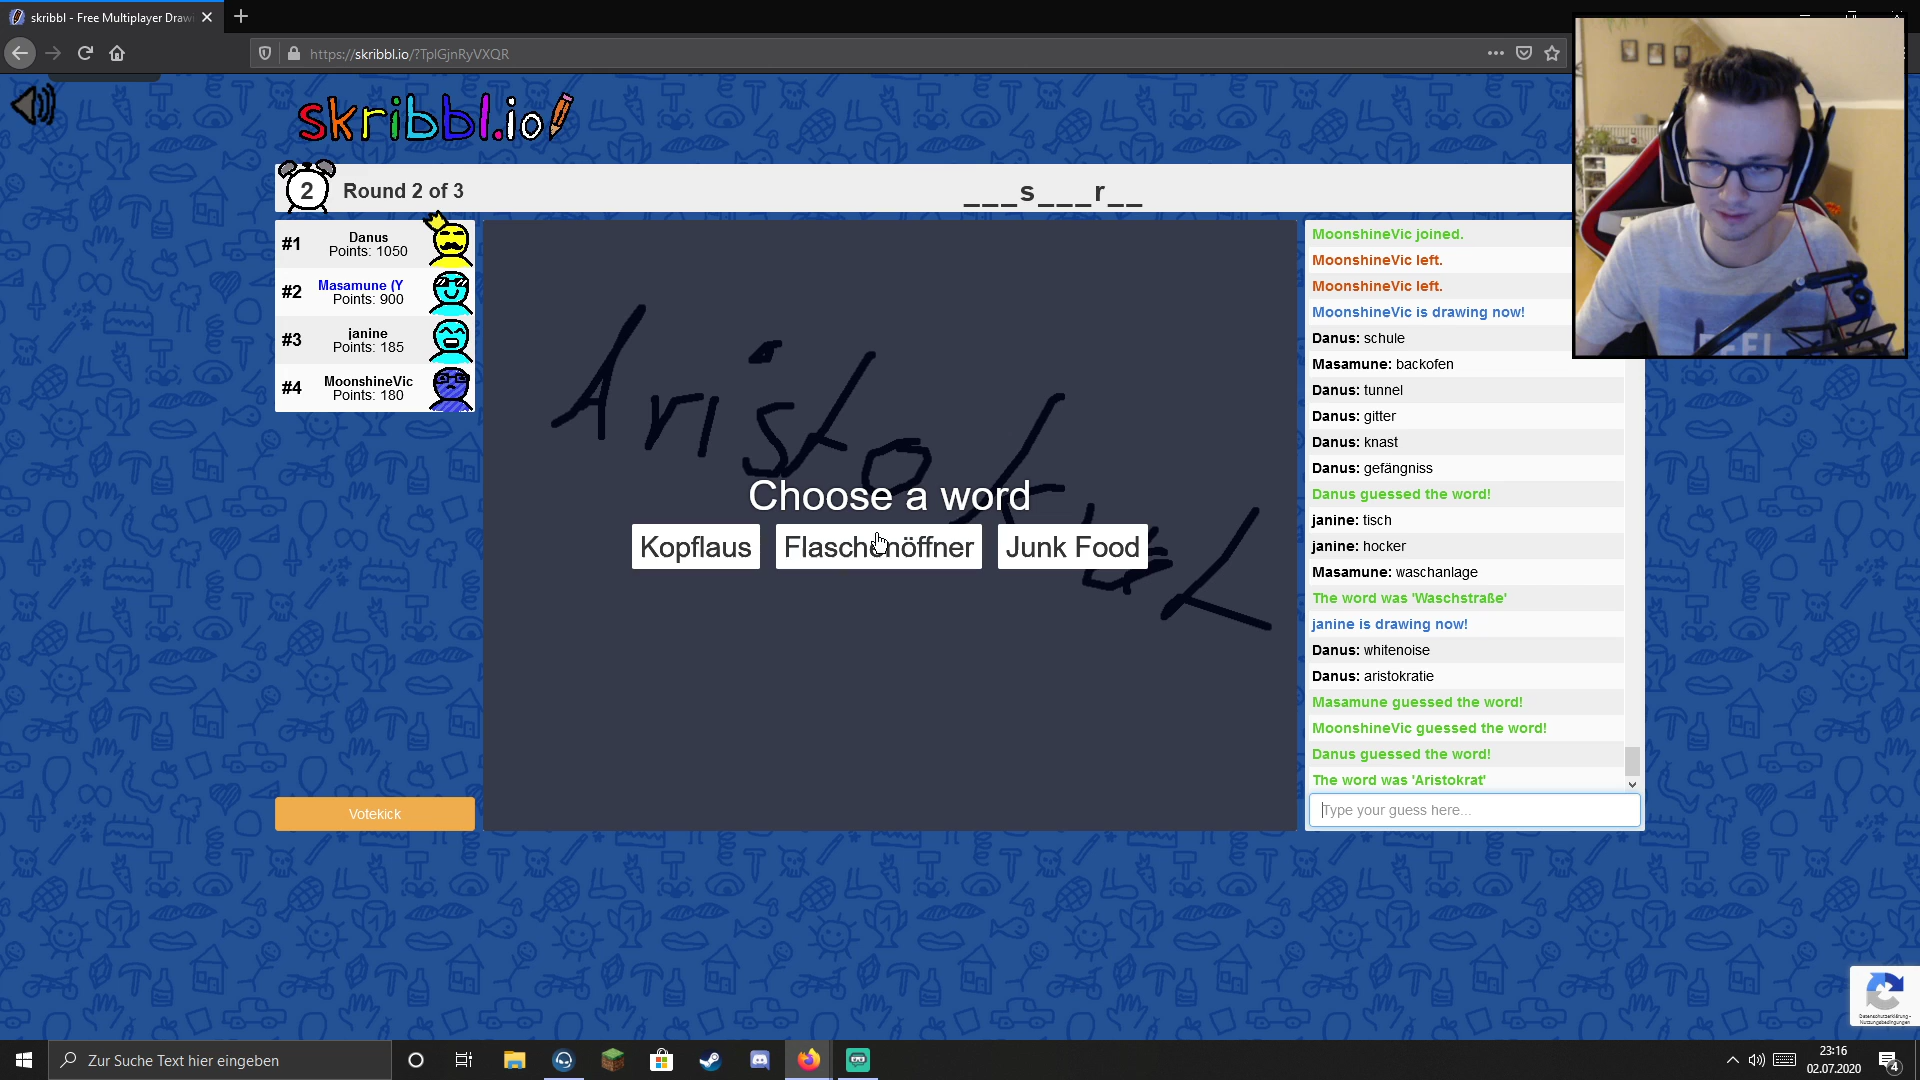 skribbl - Free Multiplayer Draw
https://skribbl.io/?TplGjnRyVXQR
skribbl.io
2
Round 2 of 3
___s___r__
#1
Danus
Points: 1050
#2
Masamune (Y
Points: 900
#3
janine
Points: 185
#4
MoonshineVic
Points: 180
Votekick
Choose a word
Kopflaus
Junk Food
MoonshineVic joined.
MoonshineVic left.
MoonshineVic left.
MoonshineVic is drawing now!
Danus: schule
Masamune: backofen
Danus: tunnel
Danus: gitter
Danus: knast
Danus: gefängniss
Danus guessed the word!
janine: tisch
janine: hocker
Masamune: waschanlage
The word was 'Waschstraße'
janine is drawing now!
Danus: whitenoise
Danus: aristokratie
Masamune guessed the word!
MoonshineVic guessed the word!
Danus guessed the word!
The word was 'Aristokrat'
Type your guess here...
Datenschutzerklärung -
Nutzungsbedingungen
Zur Suche Text hier eingeben
23:16
02.07.2020
4